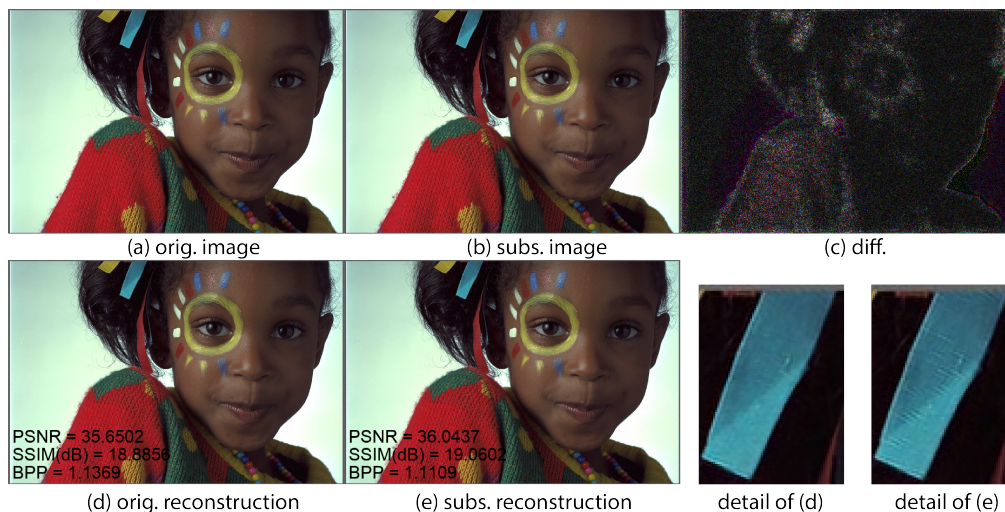 (a) orig. image
(b) subs. image
(c) diff.
PSNR = 35.6502
SSIM(dB) = 18.8856
BPP = 1.1369
PSNR = 36.0437
SSIM(dB) = 19.0602
BPP = 1.1109
(d) orig. reconstruction
(e) subs. reconstruction
detail of (d)
detail of (e)